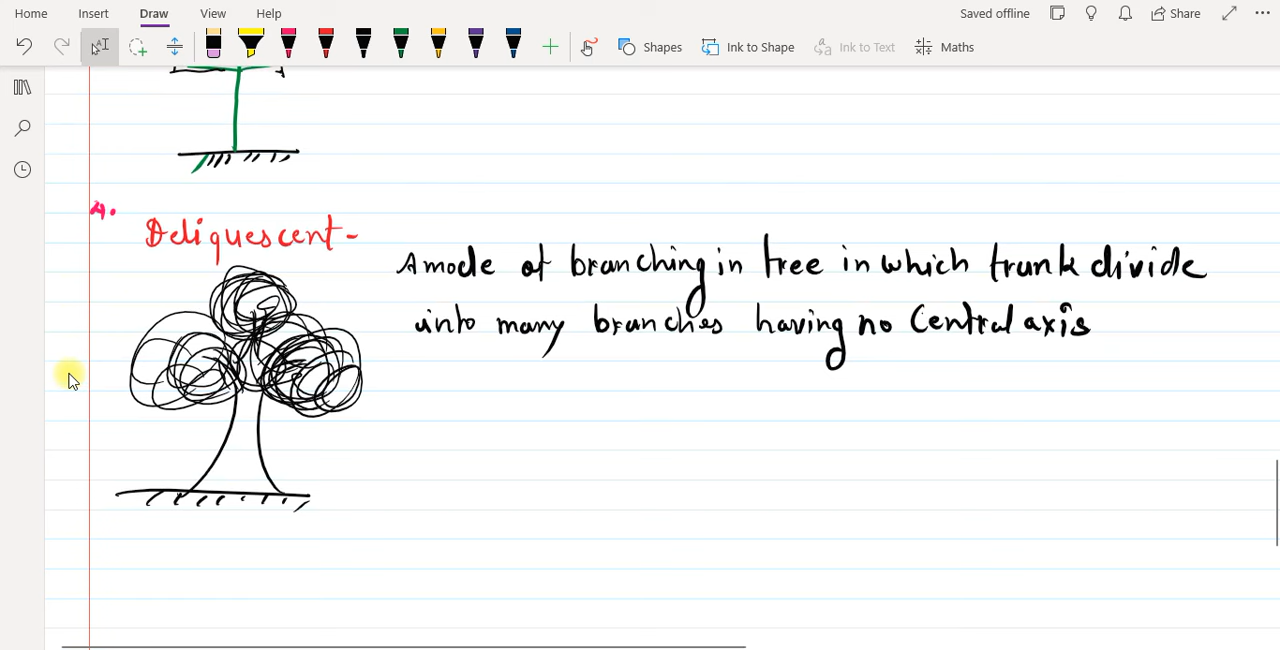 Home Insert Draw View Help Saved offline Share
Shapes Ink to Shape Ink to Text Maths
4.
Deliquescent -
A mode of branching in tree in which trunk divide
into many branches having no Central axis